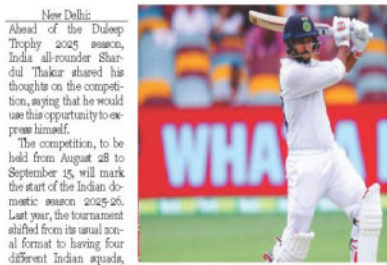 New Delhi:
Ahead of the Duleep
Trophy 2025 season,
India all-rounder Shar-
dul Thakur shared his
thoughts on the competi-
tion, saying that he would
use this oppurtunity to ex-
press himself.
The competition, to be
held from August 28 to
September 15, will mark
the start of the Indian do-
mestic season 2025-26.
Last year, the tournament
shifted from its usual zon-
al format to having four
different Indian squads,
WHA